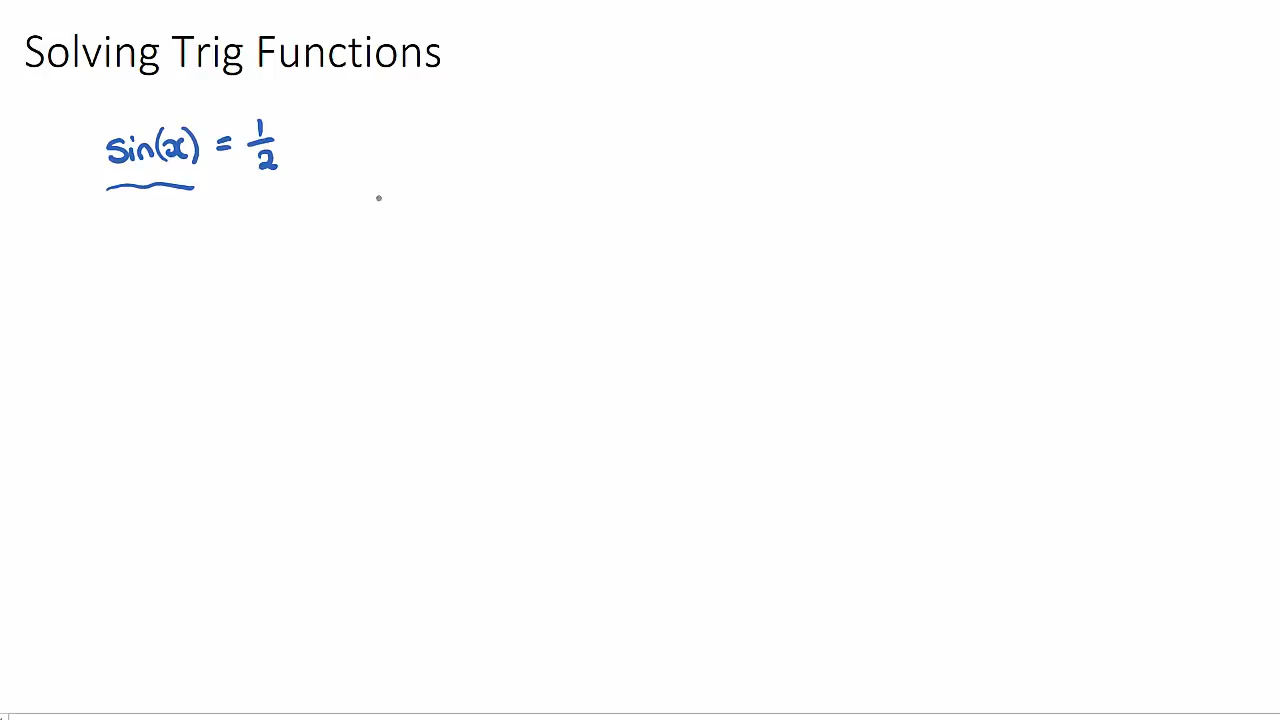 Solving Trig Functions
sin(x) = 1/2